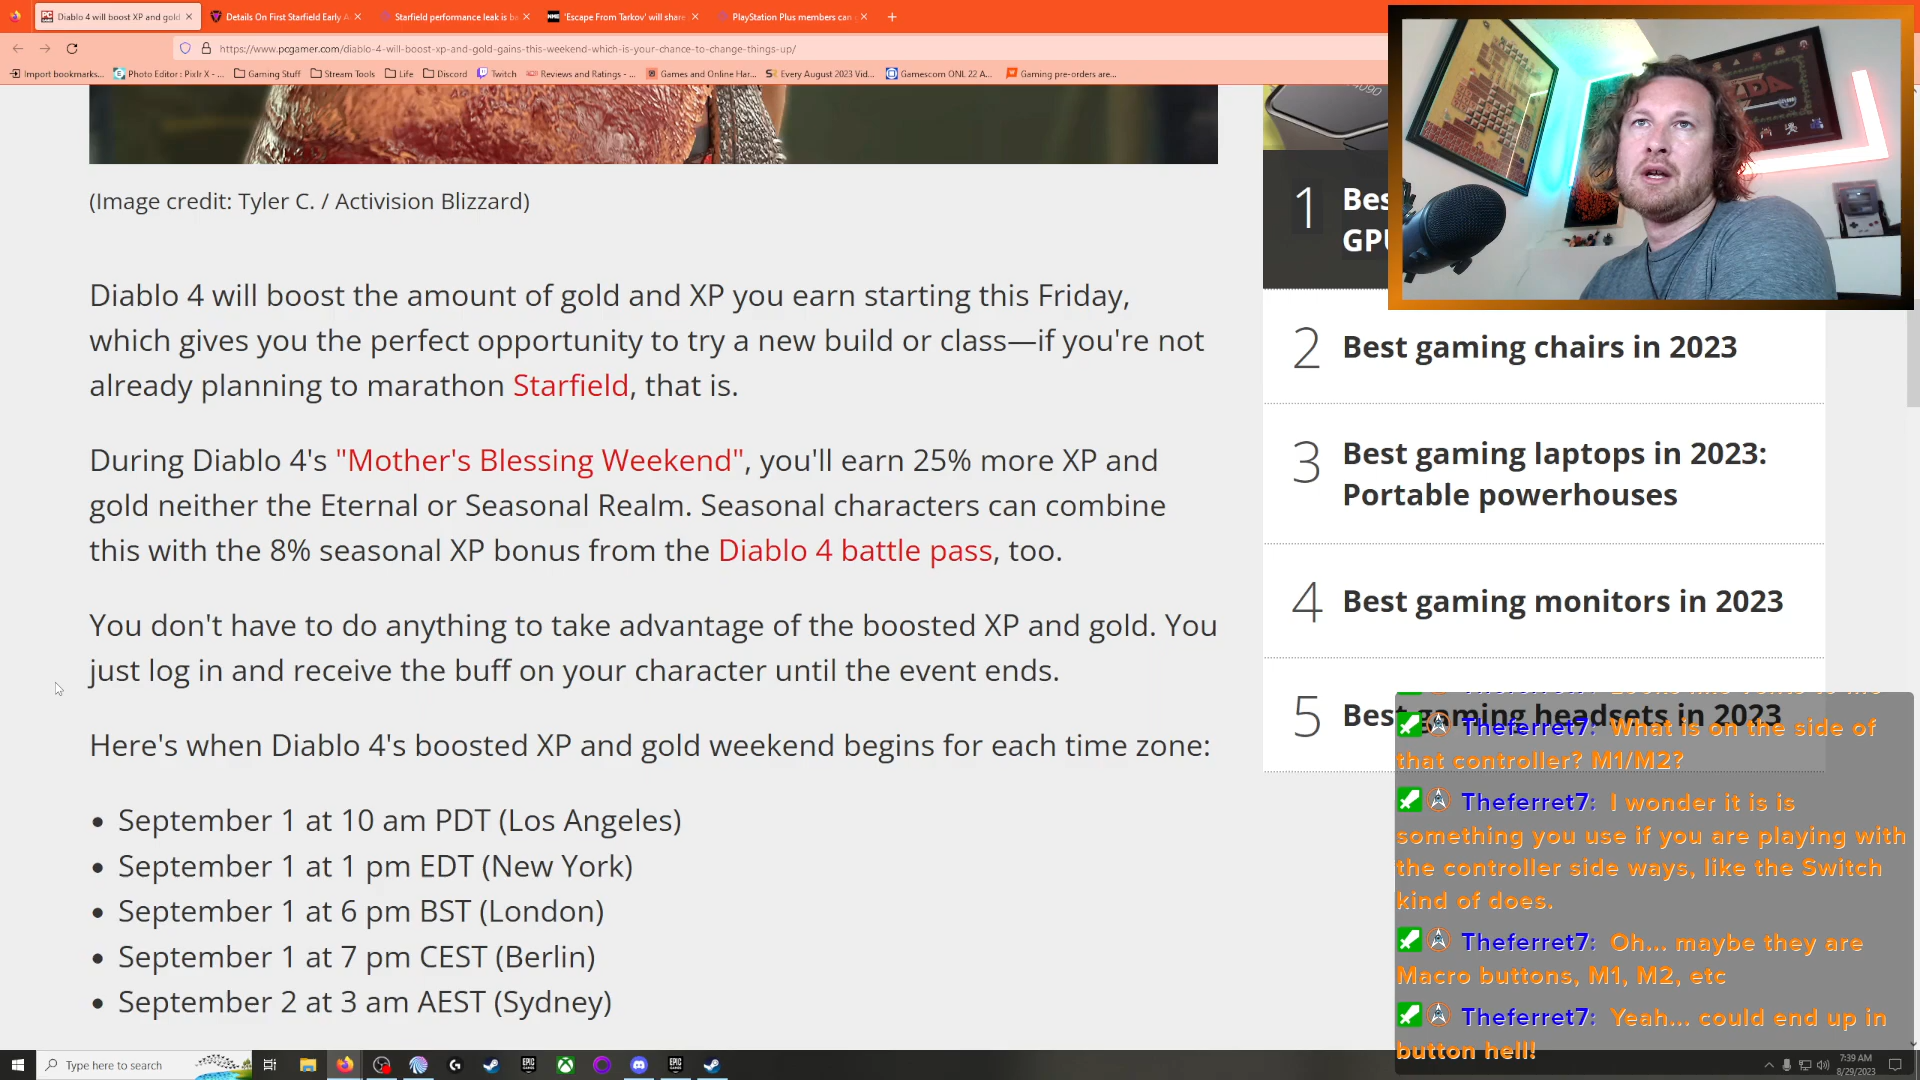 Diablo 4 will boost XP and gold
Details On First Starfield Early A
Starfield performance leak is b
'Escape From Tarkov' will share
PlayStation Plus members can
https://www.pcgamer.com/diablo-4-will-boost-xp-and-gold-gains-this-weekend-which-is-your-chance-to-change-things-up/
Import bookmarks...
Photo Editor : Pixlr X - ...
Gaming Stuff
Stream Tools
Life
Discord
Twitch
Reviews and Ratings - ...
Games and Online Har...
Every August 2023 Vid...
Gamescom ONL 22 A...
Gaming pre-orders are...
(Image credit: Tyler C. / Activision Blizzard)
Diablo 4 will boost the amount of gold and XP you earn starting this Friday,
which gives you the perfect opportunity to try a new build or class—if you're not
already planning to marathon Starfield, that is.
During Diablo 4's "Mother's Blessing Weekend", you'll earn 25% more XP and
gold neither the Eternal or Seasonal Realm. Seasonal characters can combine
this with the 8% seasonal XP bonus from the Diablo 4 battle pass, too.
You don't have to do anything to take advantage of the boosted XP and gold. You
just log in and receive the buff on your character until the event ends.
Here's when Diablo 4's boosted XP and gold weekend begins for each time zone:
• September 1 at 10 am PDT (Los Angeles)
• September 1 at 1 pm EDT (New York)
• September 1 at 6 pm BST (London)
• September 1 at 7 pm CEST (Berlin)
• September 2 at 3 am AEST (Sydney)
4090
1
Bes
GPU
2
Best gaming chairs in 2023
3
Best gaming laptops in 2023:
Portable powerhouses
4
Best gaming monitors in 2023
5
Best gaming headsets in 2023
Theferret7: What is on the side of
that controller? M1/M2?
Theferret7: I wonder it is is
something you use if you are playing with
the controller side ways, like the Switch
kind of does.
Theferret7: Oh... maybe they are
Macro buttons, M1, M2, etc
Theferret7: Yeah... could end up in
button hell!
Type here to search
7:39 AM
8/29/2023